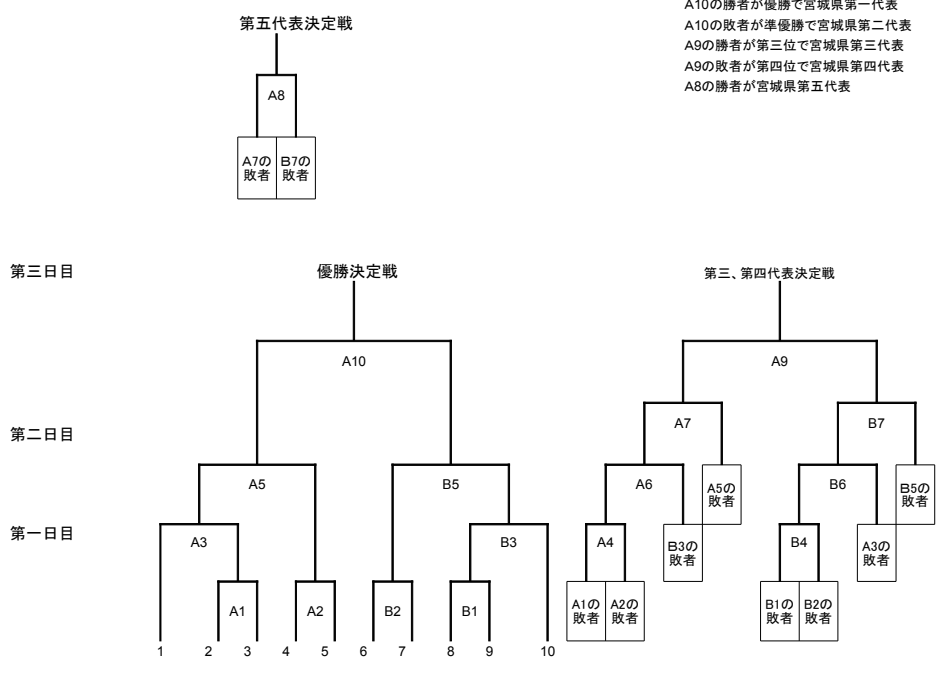 A10の勝者が優勝で宮城県第一代表
第五代表決定戦
A10の敗者が準優勝で宮城県第二代表
A9の勝者が第三位で宮城県第三代表
A9の敗者が第四位で宮城県第四代表
A8の勝者が宮城県第五代表
A8
A7の
敗者
B7の
敗者
第三日目
優勝決定戦
第三、第四代表決定戦
A10
A9
第二日目
A7
B7
A5
B5
A6
A5の
敗者
B6
B5の
敗者
第一日目
A3
B3
A4
B3の
敗者
B4
A3の
敗者
A1
A2
B2
B1
A1の
敗者
A2の
敗者
B1の
敗者
B2の
敗者
1 2 3 4 5 6 7 8 9 10